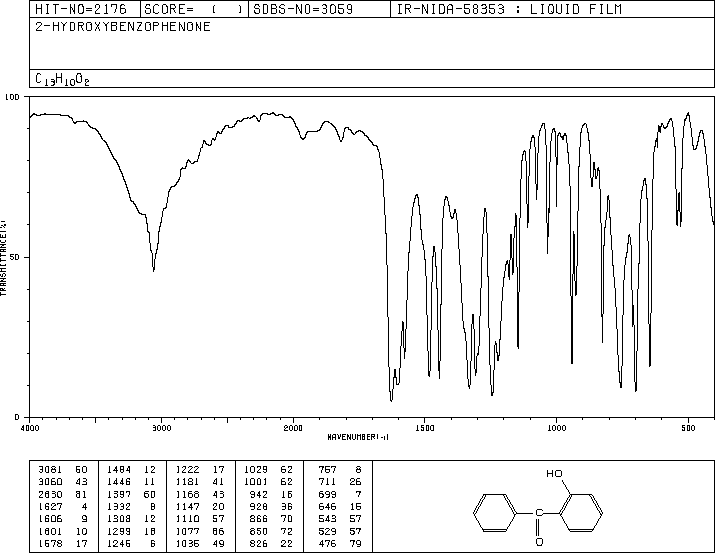 HIT-NO=2176 SCORE= ( ) SDBS-NO=3059 IR-NIDA-58353 : LIQUID FILM
2-HYDROXYBENZOPHENONE
C13H10O2
100
TRANSMITTANCE(%)
50
0
4000 3000 2000 1500 1000 500
WAVENUMBER(-1)
3081 60 1484 12 1222 17 1029 62 757 8
3060 43 1446 11 1181 41 1001 62 711 26
81 1397 60 1168 43 942 16 699 7
1627 4 1332 8 1147 20 928 36 646 15
1606 9 1308 12 1110 57 866 70 543 57
1601 10 1299 18 1077 66 850 72 529 57
1578 17 1245 6 1035 49 826 22 476 79
HO
C
O